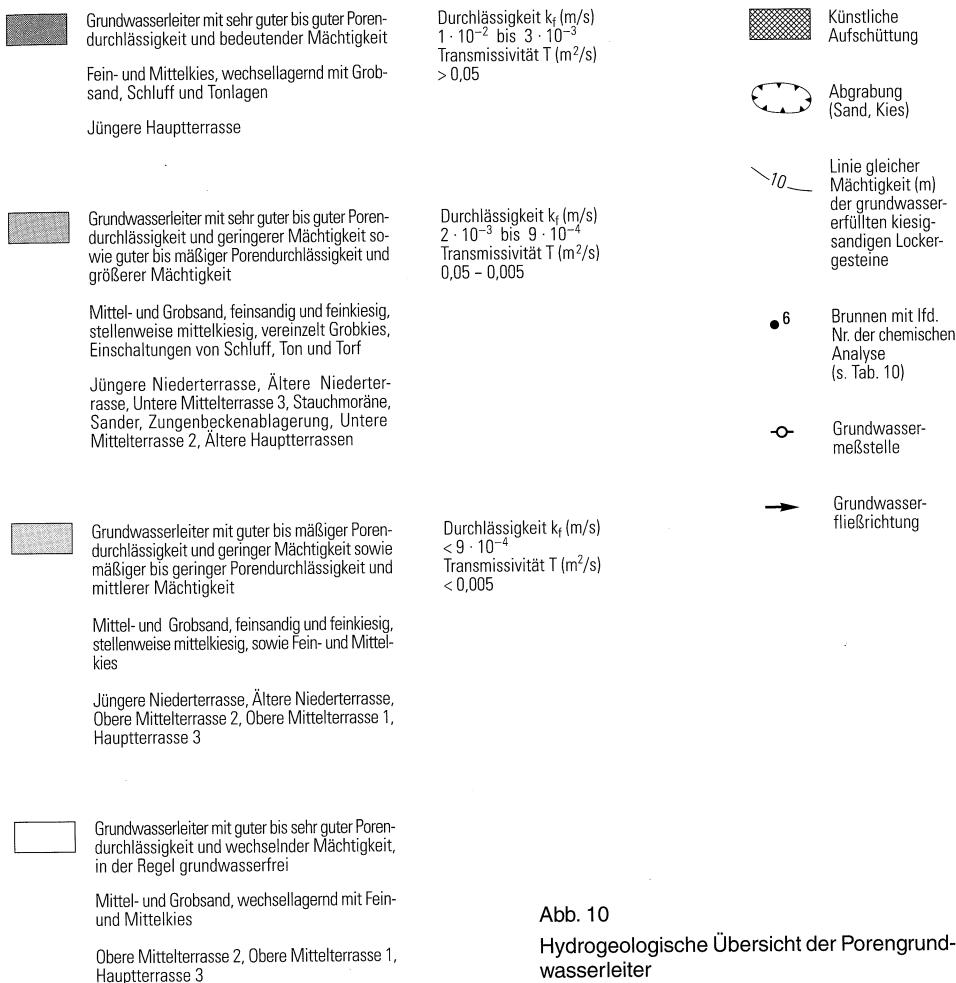 Grundwasserleiter mit sehr guter bis guter Poren-
durchlässigkeit und bedeutender Mächtigkeit
Fein- und Mittelkies, wechsellagernd mit Grob-
sand, Schluff und Tonlagen
Jüngere Hauptterrasse
Durchlässigkeit kf (m/s)
1 · 10⁻² bis 3 · 10⁻³
Transmissivität T (m²/s)
> 0,05
Grundwasserleiter mit sehr guter bis guter Poren-
durchlässigkeit und geringerer Mächtigkeit so-
wie guter bis mäßiger Porendurchlässigkeit und
größerer Mächtigkeit
Mittel- und Grobsand, feinsandig und feinkiesig,
stellenweise mittelkiesig, vereinzelt Grobkies,
Einschaltungen von Schluff, Ton und Torf
Jüngere Niederterrasse, Ältere Niederter-
rasse, Untere Mittelterrasse 3, Stauchmoräne,
Sander, Zungenbeckenablagerung, Untere
Mittelterrasse 2, Ältere Hauptterrassen
Durchlässigkeit kf (m/s)
2 · 10⁻³ bis 9 · 10⁻⁴
Transmissivität T (m²/s)
0,05 – 0,005
Grundwasserleiter mit guter bis mäßiger Poren-
durchlässigkeit und geringer Mächtigkeit sowie
mäßiger bis geringer Porendurchlässigkeit und
mittlerer Mächtigkeit
Mittel- und Grobsand, feinsandig und feinkiesig,
stellenweise mittelkiesig, sowie Fein- und Mittel-
kies
Jüngere Niederterrasse, Ältere Niederterrasse,
Obere Mittelterrasse 2, Obere Mittelterrasse 1,
Hauptterrasse 3
Durchlässigkeit kf (m/s)
< 9 · 10⁻⁴
Transmissivität T (m²/s)
< 0,005
Grundwasserleiter mit guter bis sehr guter Poren-
durchlässigkeit und wechselnder Mächtigkeit,
in der Regel grundwasserfrei
Mittel- und Grobsand, wechsellagernd mit Fein-
und Mittelkies
Obere Mittelterrasse 2, Obere Mittelterrasse 1,
Hauptterrasse 3
Künstliche
Aufschüttung
Abgrabung
(Sand, Kies)
10
Linie gleicher
Mächtigkeit (m)
der grundwasser-
erfüllten kiesig-
sandigen Locker-
gesteine
6
Brunnen mit lfd.
Nr. der chemischen
Analyse
(s. Tab. 10)
Grundwasser-
meßstelle
Grundwasser-
fließrichtung
Abb. 10
Hydrogeologische Übersicht der Porengrund-
wasserleiter